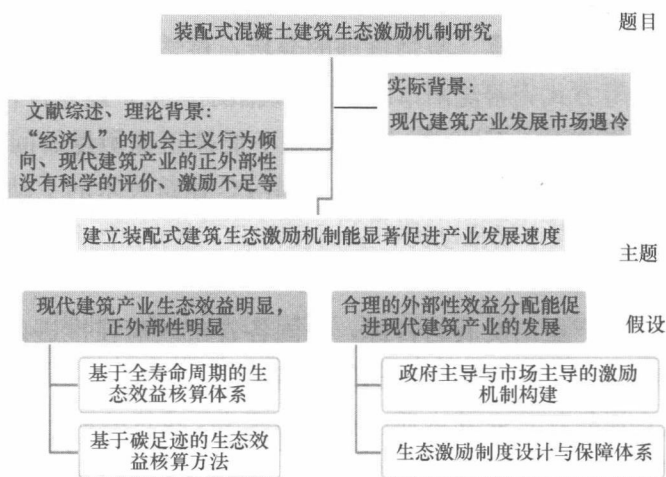 题目
装配式混凝土建筑生态激励机制研究
文献综述、理论背景：
“经济人”的机会主义行为倾
向、现代建筑产业的正外部性
没有科学的评价、激励不足等
实际背景：
现代建筑产业发展市场遇冷
建立装配式建筑生态激励机制能显著促进产业发展速度
主题
现代建筑产业生态效益明显，
正外部性明显
合理的外部性效益分配能促
进现代建筑产业的发展
假设
基于全寿命周期的生
态效益核算体系
政府主导与市场主导的激励
机制构建
基于碳足迹的生态效
益核算方法
生态激励制度设计与保障体系